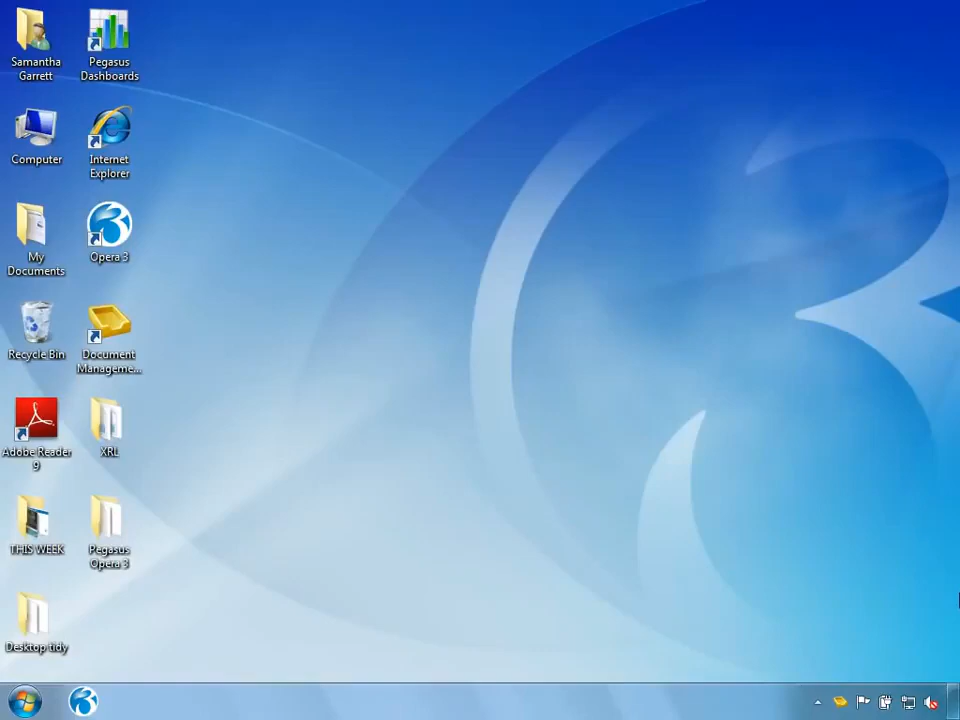 Samantha
Garrett
Pegasus
Dashboards
Computer
Internet
Explorer
My
Documents
Opera 3
Recycle Bin
Document
Manageme...
Adobe Reader
9
XRL
THIS WEEK
Pegasus
Opera 3
Desktop tidy